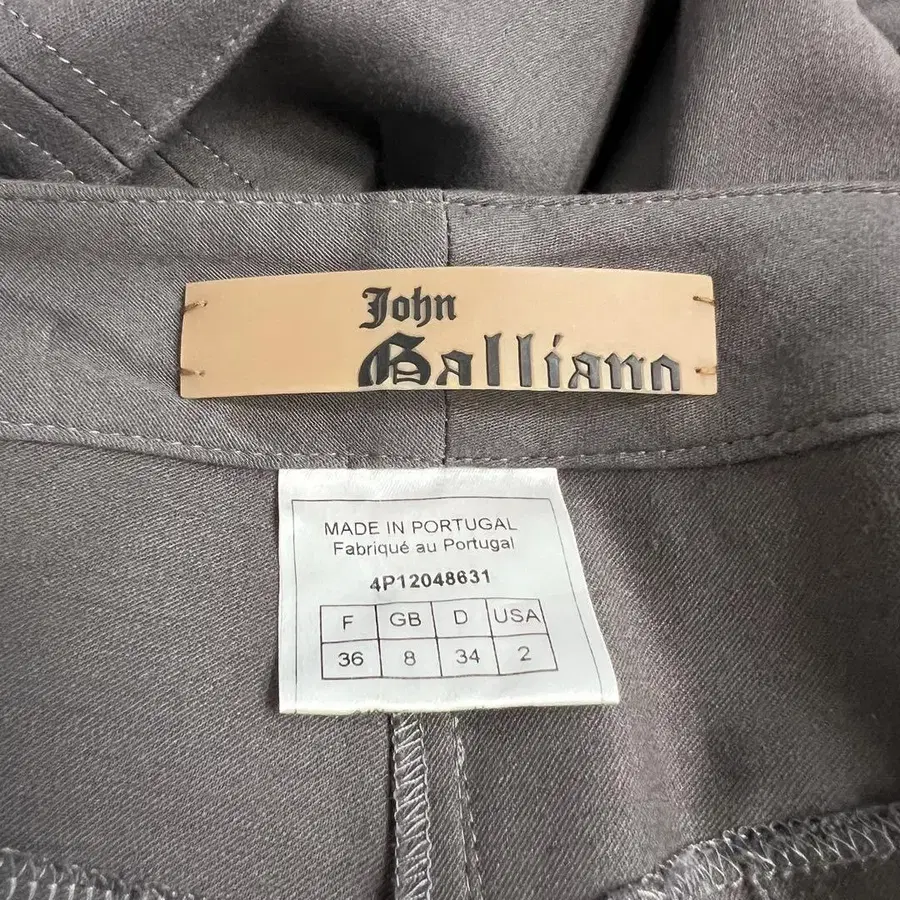 John
Galliano
MADE IN PORTUGAL
Fabriqué au Portugal
4P12048631
F GB D USA
36 8 34 2